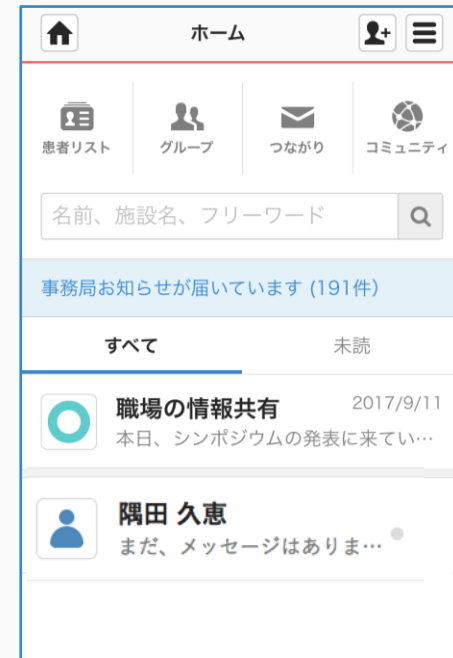 ホーム
患者リスト グループ つながり コミュニティ
名前、施設名、フリーワード
事務局お知らせが届いています (191件)
すべて 未読
職場の情報共有 2017/9/11
本日、シンポジウムの発表に来てい…
隅田 久恵
まだ、メッセージはありま…